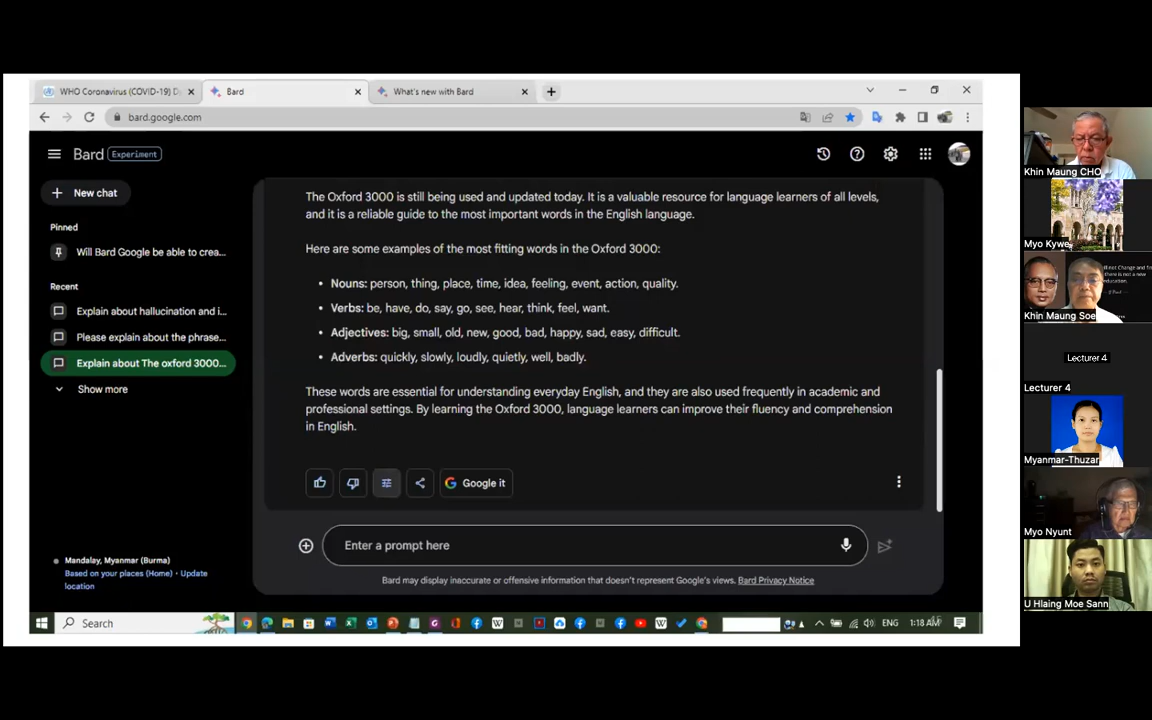 WHO Coronavirus (COVID-19) D
Bard
What's new with Bard
bard.google.com
Bard Experiment
New chat
Pinned
Will Bard Google be able to crea...
Recent
Explain about hallucination and i...
Please explain about the phrase...
Explain about The oxford 3000...
Show more
Mandalay, Myanmar (Burma)
Based on your places (Home) • Update
location
The Oxford 3000 is still being used and updated today. It is a valuable resource for language learners of all levels,
and it is a reliable guide to the most important words in the English language.
Here are some examples of the most fitting words in the Oxford 3000:
• Nouns: person, thing, place, time, idea, feeling, event, action, quality.
• Verbs: be, have, do, say, go, see, hear, think, feel, want.
• Adjectives: big, small, old, new, good, bad, happy, sad, easy, difficult.
• Adverbs: quickly, slowly, loudly, quietly, well, badly.
These words are essential for understanding everyday English, and they are also used frequently in academic and
professional settings. By learning the Oxford 3000, language learners can improve their fluency and comprehension
in English.
Google it
Enter a prompt here
Bard may display inaccurate or offensive information that doesn't represent Google's views. Bard Privacy Notice
Search
ENG
1:18 AM
Khin Maung CHO
Myo Kywe
not Change and
there is not a new
education.
Khin Maung Soe
Lecturer 4
Lecturer 4
Myanmar-Thuzar
Myo Nyunt
U Hlaing Moe Sann